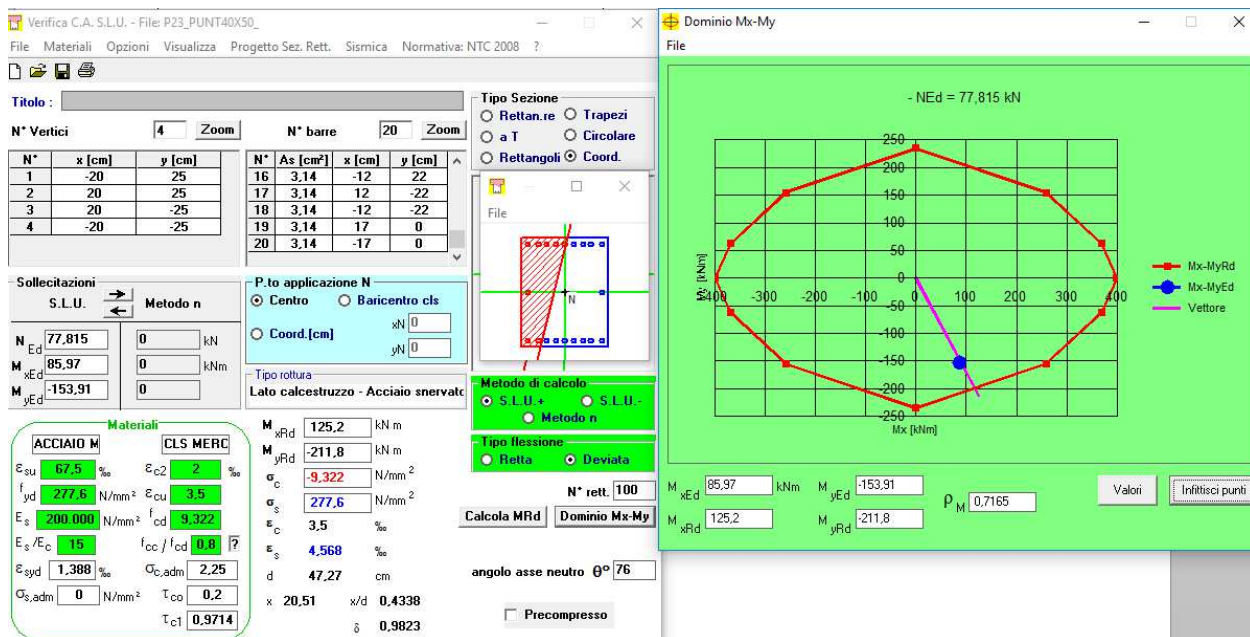 Verifica C.A. S.L.U. - File: P23_PUNT40X50_
File Materiali Opzioni Visualizza Progetto Sez. Rett. Sismica Normativa: NTC 2008 ?
Titolo :
N° Vertici 4 Zoom N° barre 20 Zoom
N° x [cm] y [cm]
1 -20 25
2 20 25
3 20 -25
4 -20 -25
N° As [cm²] x [cm] y [cm]
16 3,14 -12 22
17 3,14 12 -22
18 3,14 -12 -22
19 3,14 17 0
20 3,14 -17 0
Tipo Sezione
Rettan.re Trapezi
a T Circolare
Rettangoli Coord.
File
N
Sollecitazioni
S.L.U. Metodo n
N Ed 77,815 0 kN
M xEd 85,97 0 kNm
M yEd -153,91 0
P.to applicazione N
Centro Baricentro cls
Coord.[cm] xN 0
yN 0
Tipo rottura
Lato calcestruzzo - Acciaio snervato
Metodo di calcolo
S.L.U.+ S.L.U.-
Metodo n
Tipo flessione
Retta Deviata
N° rett. 100
Calcola MRd Dominio Mx-My
angolo asse neutro θ° 76
Precompresso
Materiali
ACCIAIO M CLS MERC
εsu 67,5 ‰ εc2 2 ‰
fyd 277,6 N/mm² εcu 3,5
Es 200.000 N/mm² fcd 9,322
Es /Ec 15 fcc / fcd 0,8 ?
εsyd 1,388 ‰ σc,adm 2,25
σs,adm 0 N/mm² τco 0,2
τc1 0,9714
M xRd 125,2 kN m
M yRd -211,8 kN m
σc -9,322 N/mm²
σs 277,6 N/mm²
εc 3,5 ‰
εs 4,568 ‰
d 47,27 cm
x 20,51 x/d 0,4338
δ 0,9823
Dominio Mx-My
File
- NEd = 77,815 kN
250
200
150
100
50
0
-50
-100
-150
-200
-250
-400 -300 -200 -100 0 100 200 300 400
My [kNm]
Mx [kNm]
Mx-MyRd
Mx-MyEd
Vettore
M xEd 85,97 kNm M yEd -153,91
M xRd 125,2 M yRd -211,8
ρ M 0,7165
Valori Infittisci punti